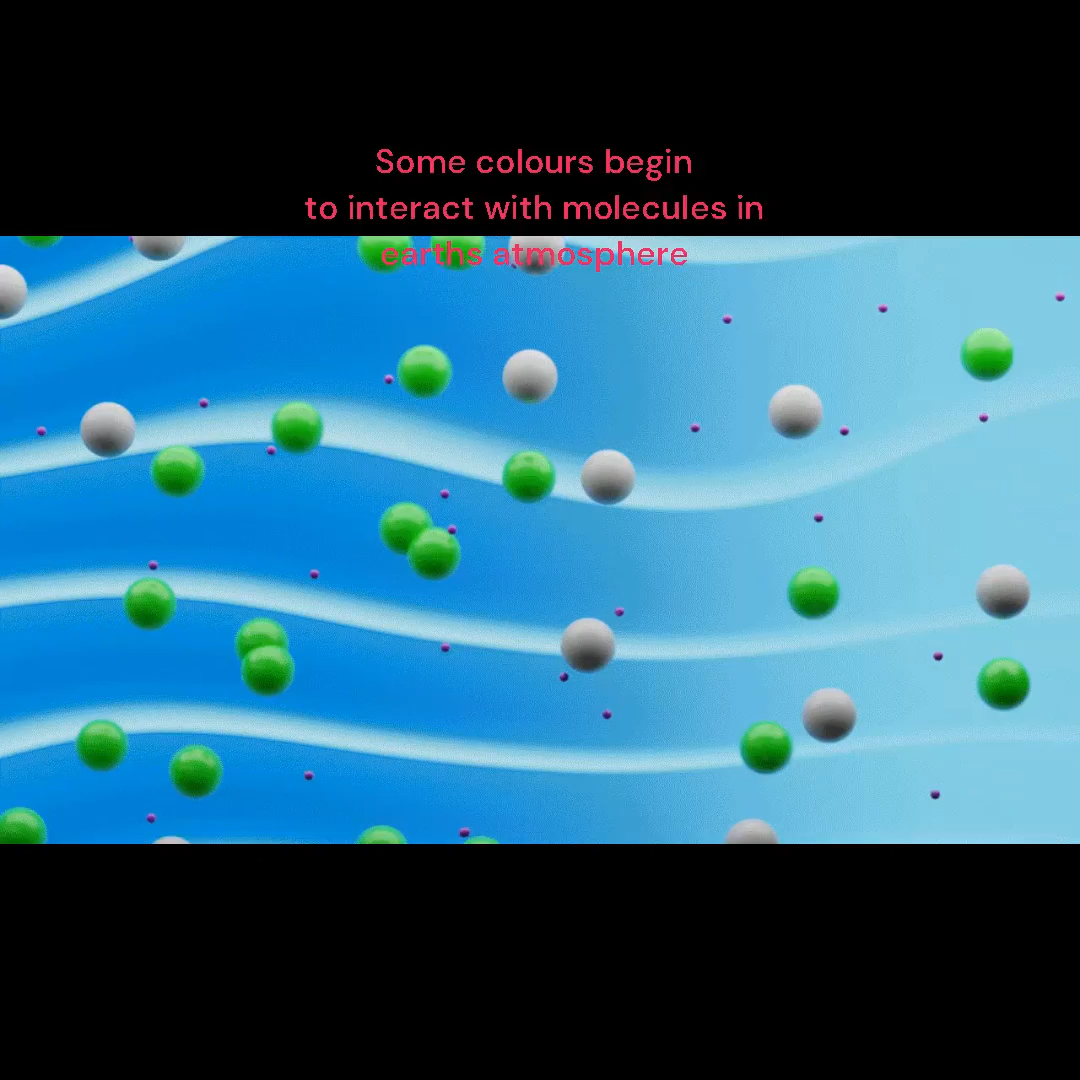 Some colours begin
to interact with molecules in
earths atmosphere